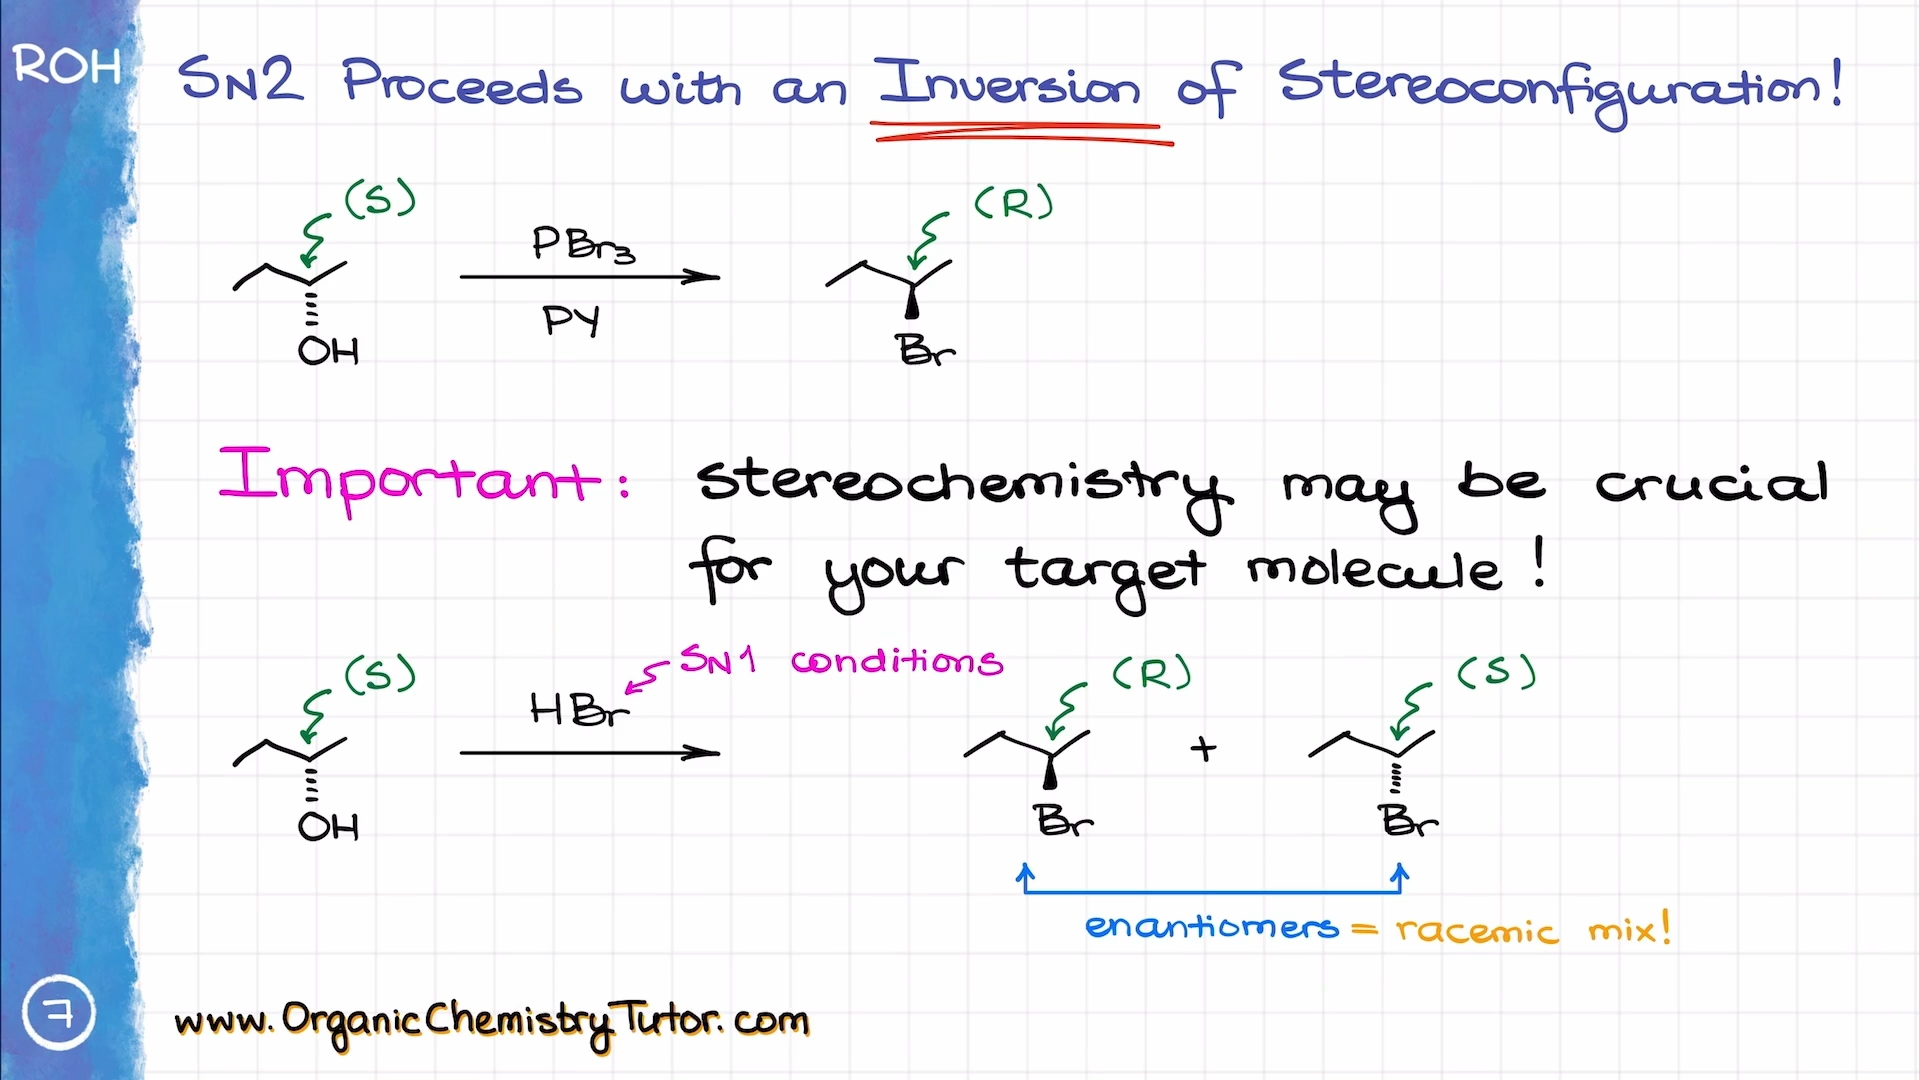 ROH
SN2 Proceeds with an Inversion of Stereoconfiguration!
(S)
(R)
PBr3
PY
OH
Br
Important: stereochemistry may be crucial
for your target molecule!
SN1 conditions
(S)
(R)
(S)
HBr
+
OH
Br
Br
enantiomers = racemic mix!
7
www.OrganicChemistryTutor.com